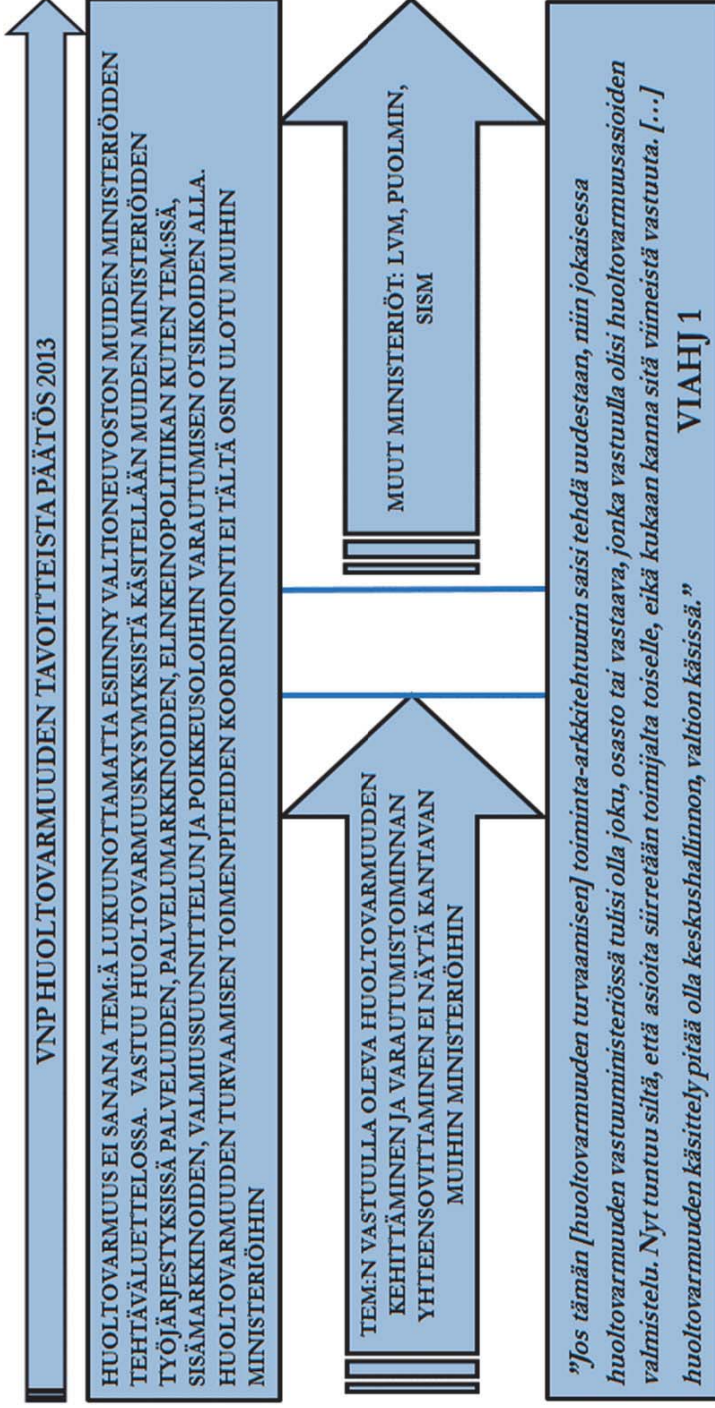 VNP HUOLTOVARMUUDEN TAVOITTEISTA PÄÄTÖS 2013
HUOLTOVARMUUS EI SANANA TEM:Ä LUKUUNOTTAMATTA ESIINNY VALTIONEUVOSTON MUIDEN MINISTERIÖIDEN
TEHTÄVÄLUETTELOSSA. VASTUU HUOLTOVARMUUSKYSYMYKSISTÄ KÄSITELLÄÄN MUIDEN MINISTERIÖIDEN
TYÖJÄRJESTYKSISSÄ PALVELUIDEN, PALVELUMARKKINOIDEN, ELINKEINOPOLITIIKAN KUTEN TEM:SSÄ,
SISÄMARKKINOIDEN, VALMIUSSUUNNITTELUN JA POIKKEUSOLOIHIN VARAUTUMISEN OTSIKOIDEN ALLA.
HUOLTOVARMUUDEN TURVAAMISEN TOIMENPITEIDEN KOORDINOINTI EI TÄLTÄ OSIN ULOTU MUIHIN
MINISTERIÖIHIN
TEM:N VASTUULLA OLEVA HUOLTOVARMUUDEN
KEHITTÄMINEN JA VARAUTUMISTOIMINNAN
YHTEENSOVITTAMINEN EI NÄYTÄ KANTAVAN
MUIHIN MINISTERIÖIHIN
MUUT MINISTERIÖT: LVM, PUOLMIN,
SISM
”Jos tämän [huoltovarmuuden turvaamisen] toiminta-arkkitehtuurin saisi tehdä uudestaan, niin jokaisessa
huoltovarmuuden vastuuministeriössä tulisi olla joku, osasto tai vastaava, jonka vastuulla olisi huoltovarmuusasioiden
valmistelu. Nyt tuntuu siltä, että asioita siirretään toimijalta toiselle, eikä kukaan kanna sitä viimeistä vastuuta. [...]
huoltovarmuuden käsittely pitää olla keskushallinnon, valtion käsissä.”
VIAHJ 1